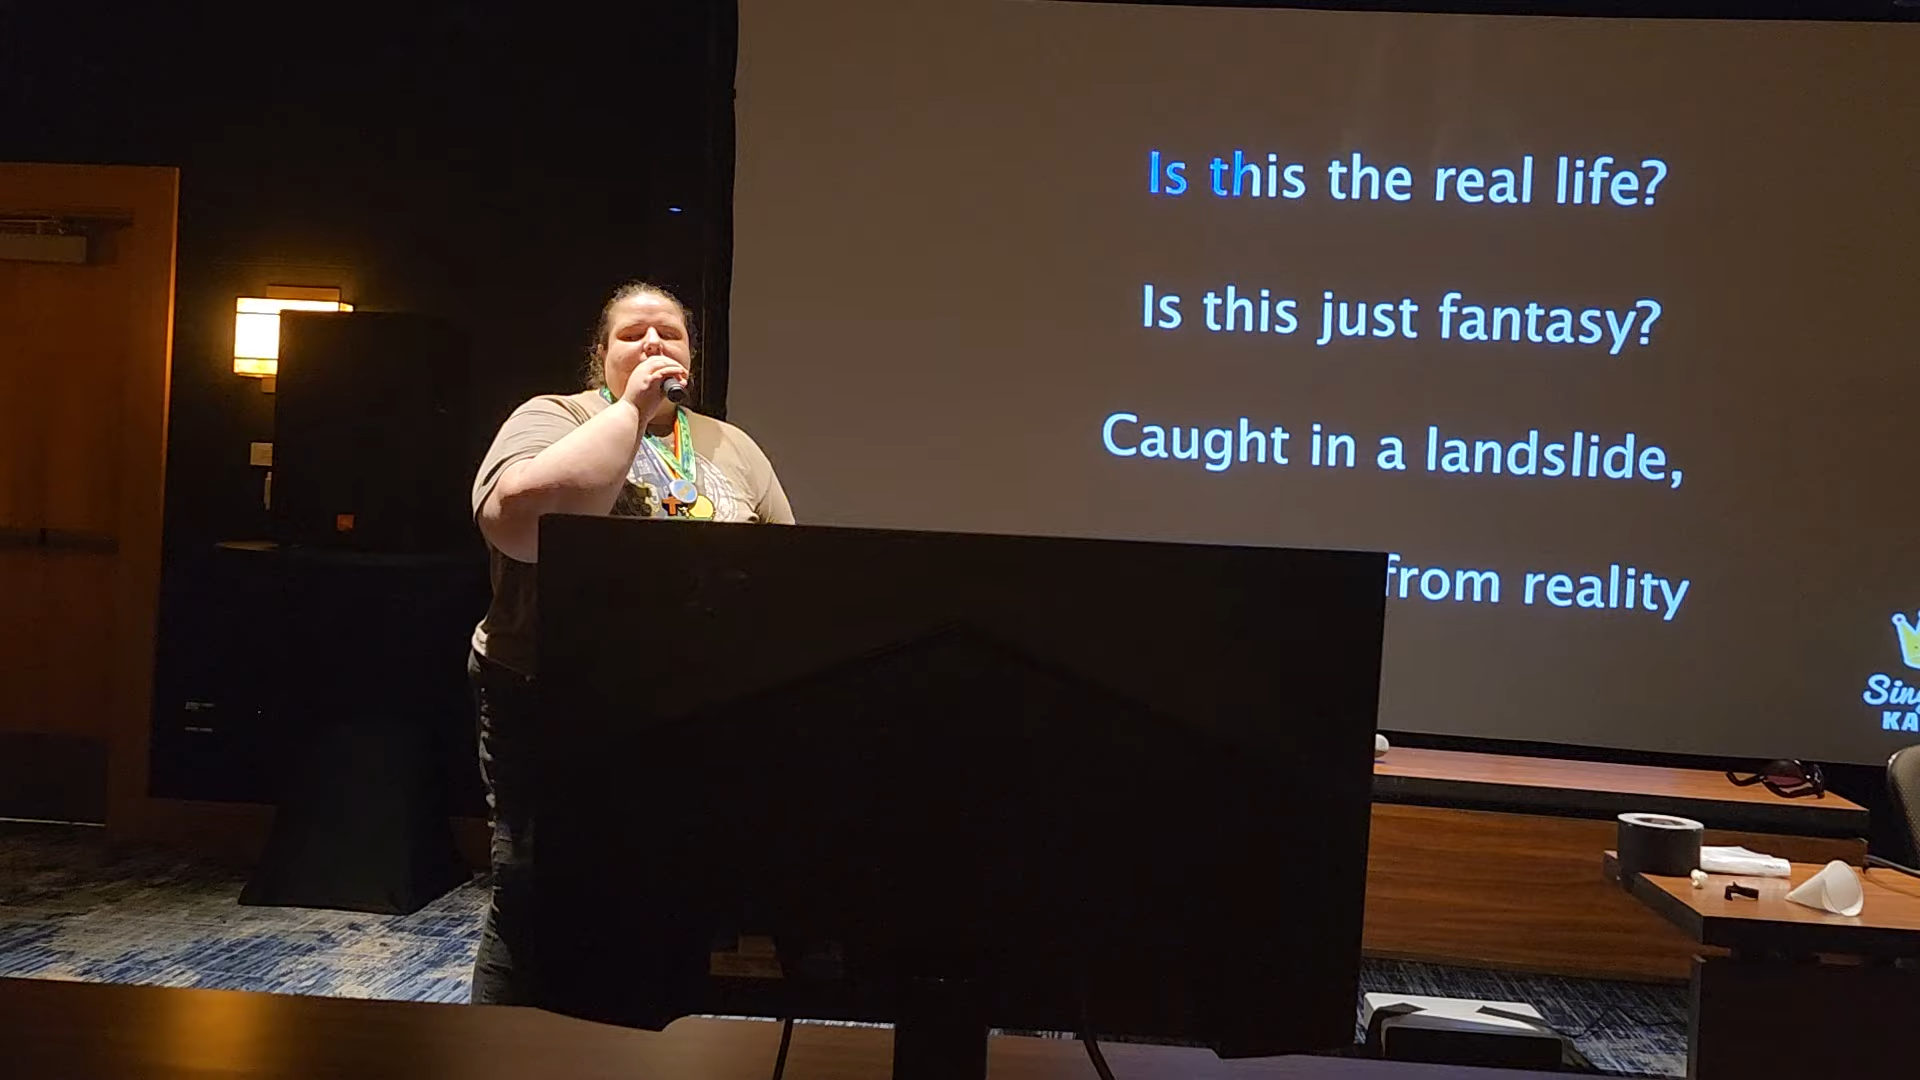 Is this the real life?
Is this just fantasy?
Caught in a landslide,
from reality